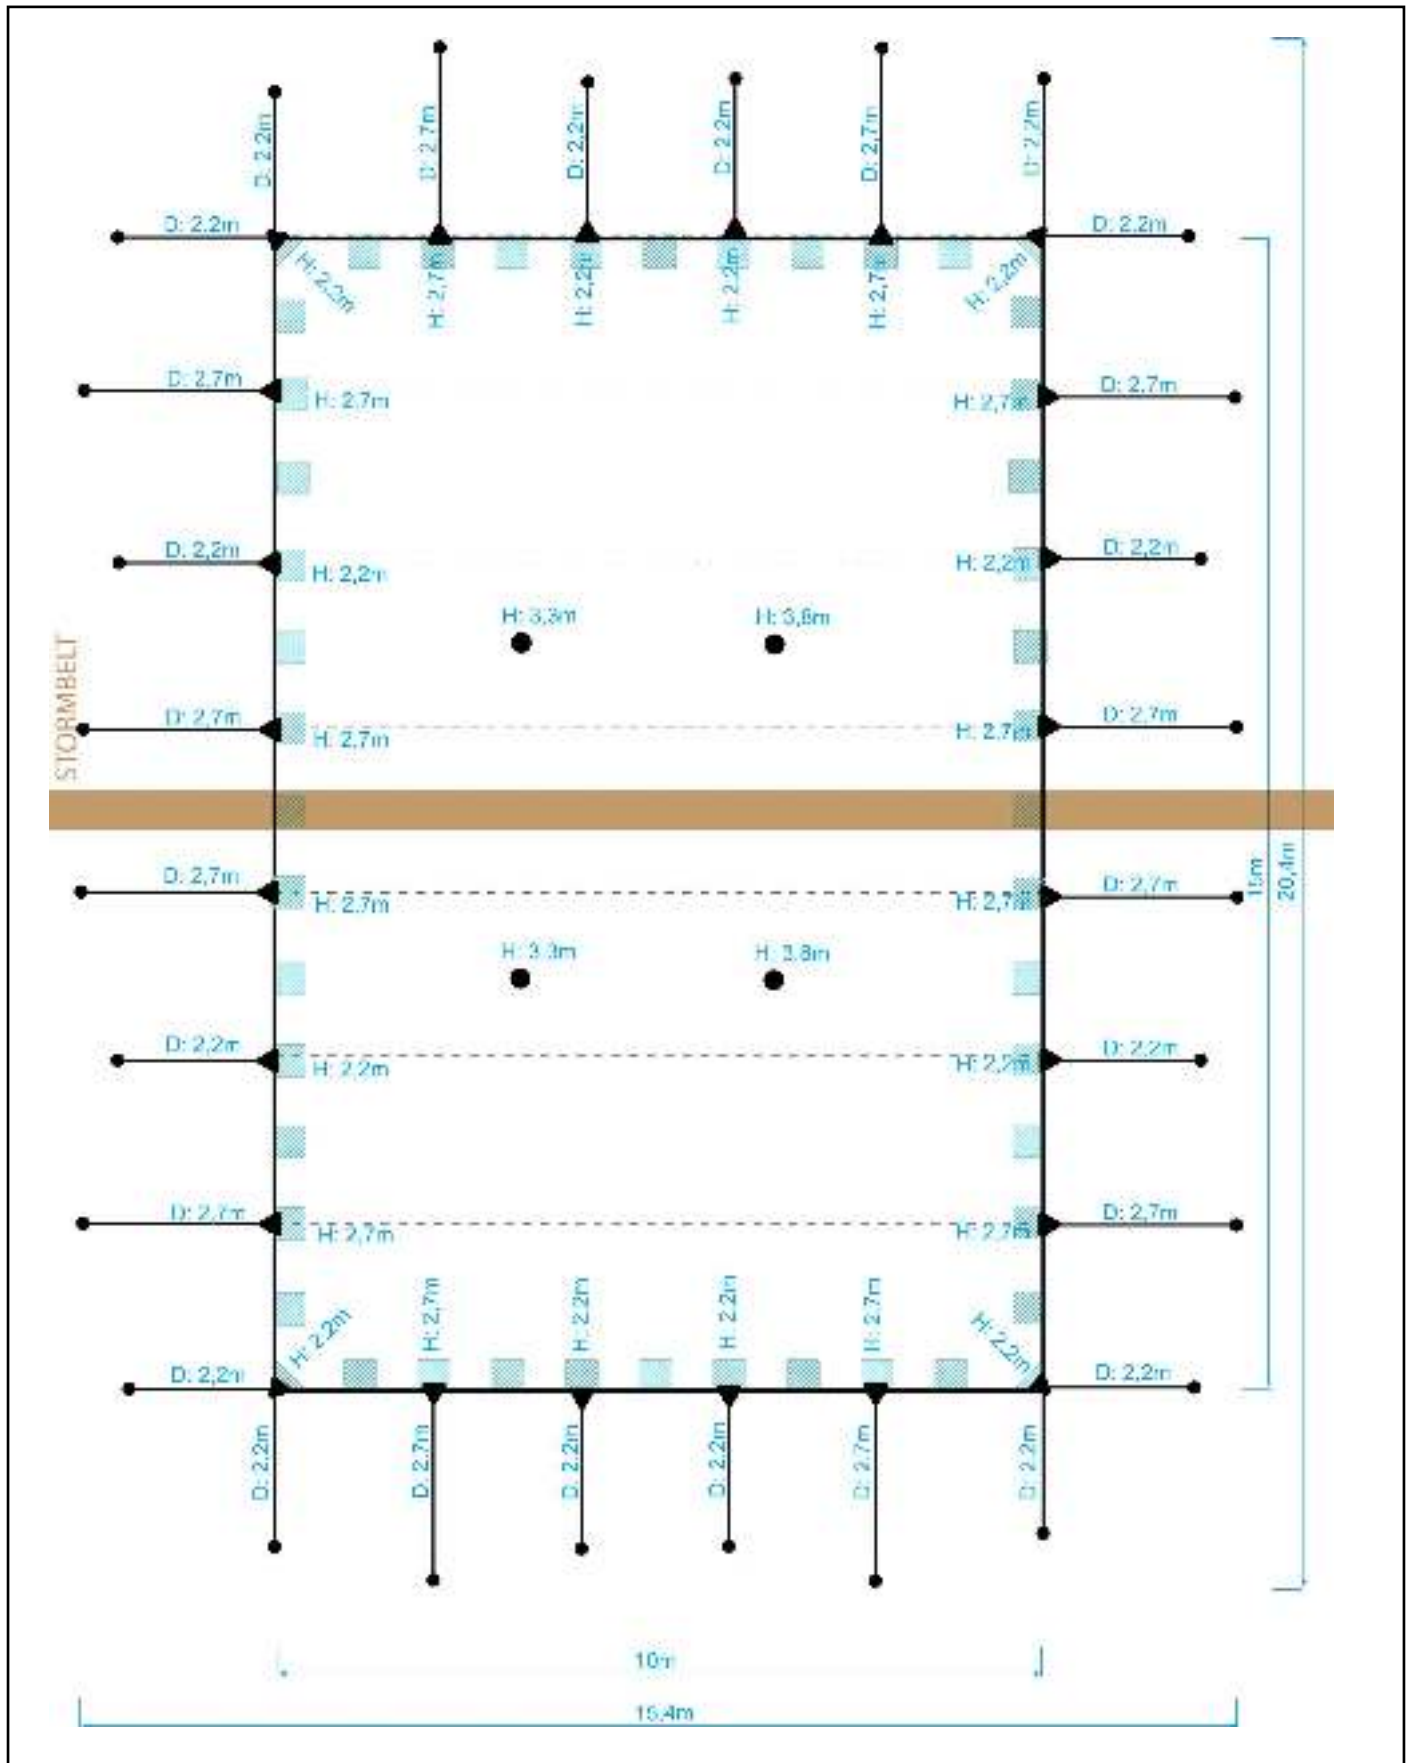 D: 2.2m
D: 2,7m
D: 2,2m
D: 2.2m
D: 2,7m
D: 2,2m
D: 2.2m
D: 2.2m
H: 2,2m
H: 2,7m
H: 2,2m
H: 2.2m
H: 2,7m
H: 2,2m
D: 2.7m
D: 2.7m
H: 2.7m
H: 2,7m
D: 2,2m
D: 2,2m
H: 2,2m
H: 2,2m
H: 3,3m
H: 3,8m
STORMBELT
D: 2,7m
D: 2.7m
H: 2,7m
H: 2.7m
D: 2,7m
D: 2,7m
H: 2.7m
H: 2,7m
15m
20,4m
H: 3.3m
H: 3.8m
D: 2,2m
D: 2,2m
H: 2,2m
H: 2,2m
D: 2,7m
D: 2,7m
H: 2,7m
H: 2,7m
H: 2.2m
H: 2,7m
H: 2.2m
H: 2.2m
H: 2.7m
H: 2,2m
D: 2,2m
D: 2,2m
D: 2.2m
D: 2.7m
D: 2.2m
D: 2.2m
D: 2.7m
D: 2.2m
10m
15,4m